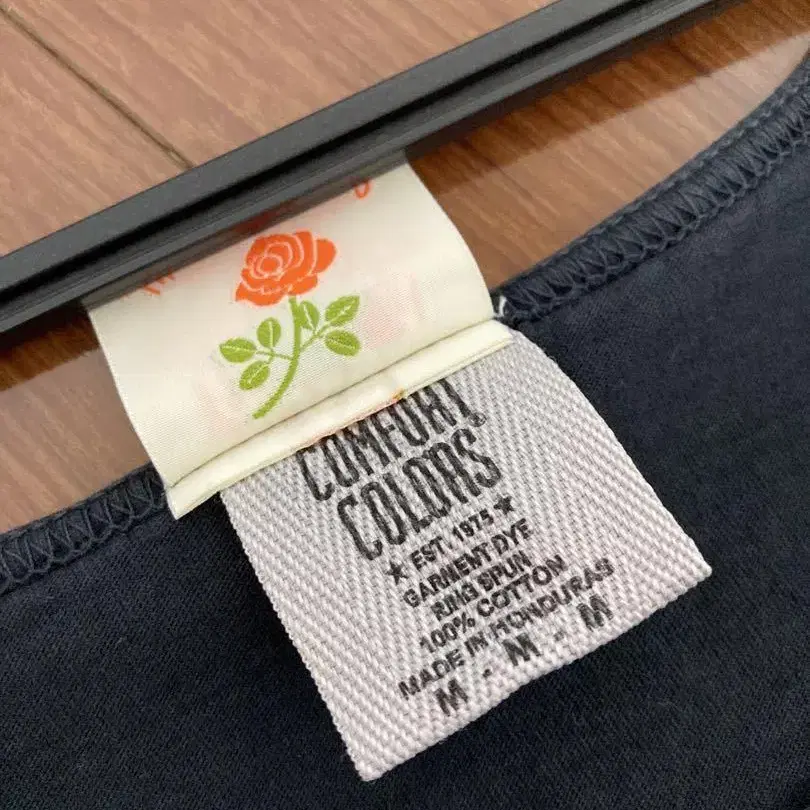 COMFORT
COLORS®
★ EST. 1975 ★
GARMENT DYE
RING SPUN
100% COTTON
MADE IN HONDURAS
M - M - M